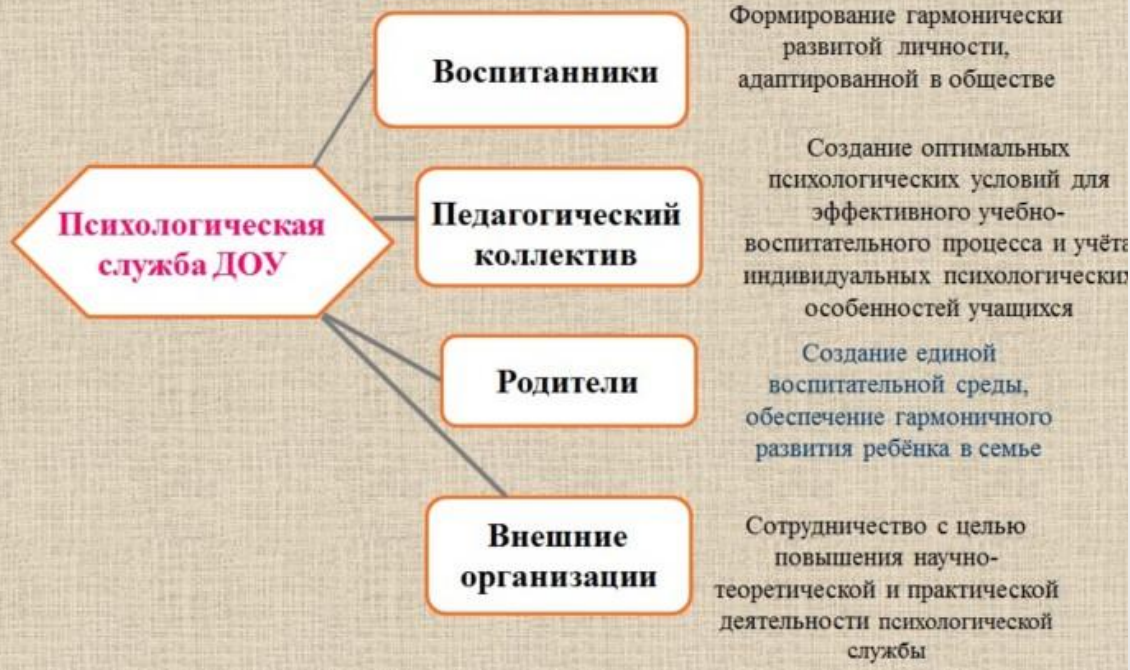 Психологическая
служба ДОУ
Воспитанники
Формирование гармонически
развитой личности,
адаптированной в обществе
Педагогический
коллектив
Создание оптимальных
психологических условий для
эффективного учебно-
воспитательного процесса и учёта
индивидуальных психологических
особенностей учащихся
Родители
Создание единой
воспитательной среды,
обеспечение гармоничного
развития ребёнка в семье
Внешние
организации
Сотрудничество с целью
повышения научно-
теоретической и практической
деятельности психологической
службы